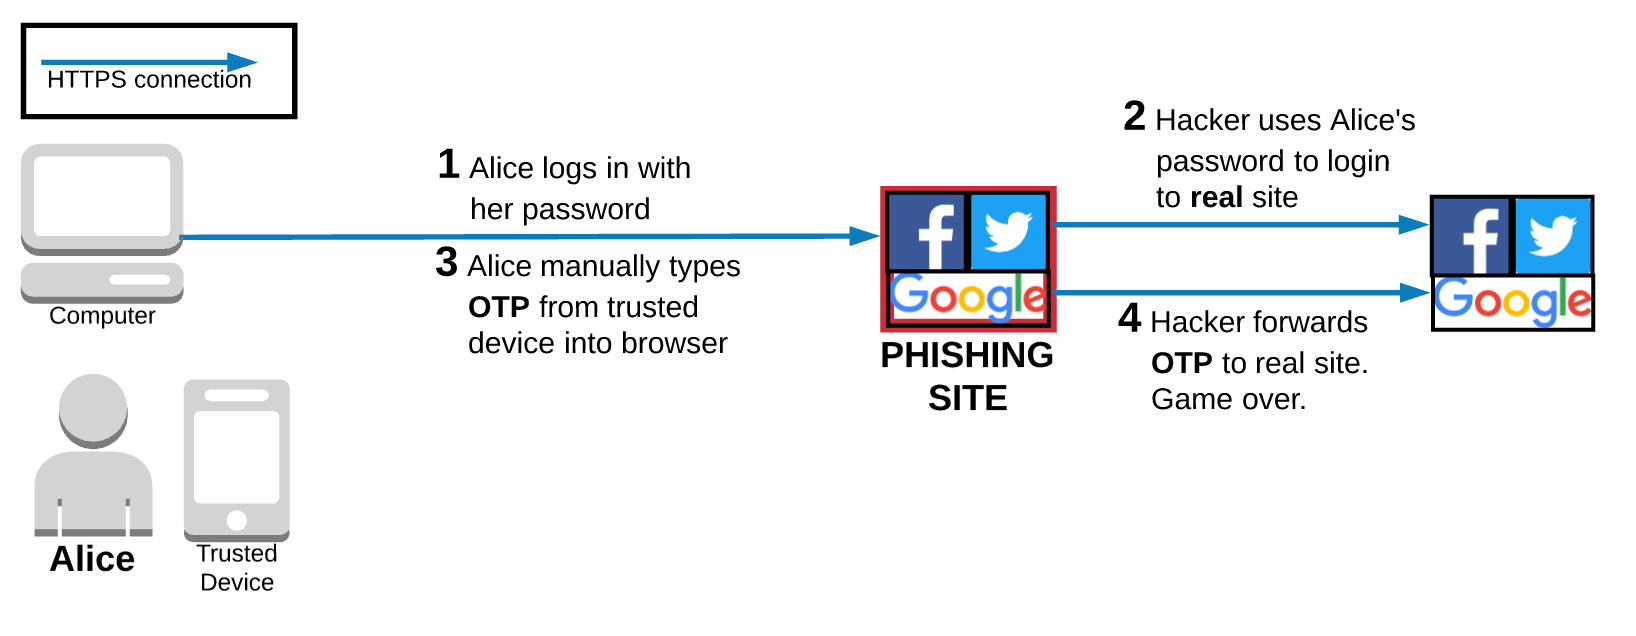 HTTPS connection
1 Alice logs in with
her password
2 Hacker uses Alice's
password to login
to real site
3 Alice manually types
OTP from trusted
device into browser
4 Hacker forwards
OTP to real site.
Game over.
Computer
f
Google
PHISHING
SITE
f
Google
Alice
Trusted
Device